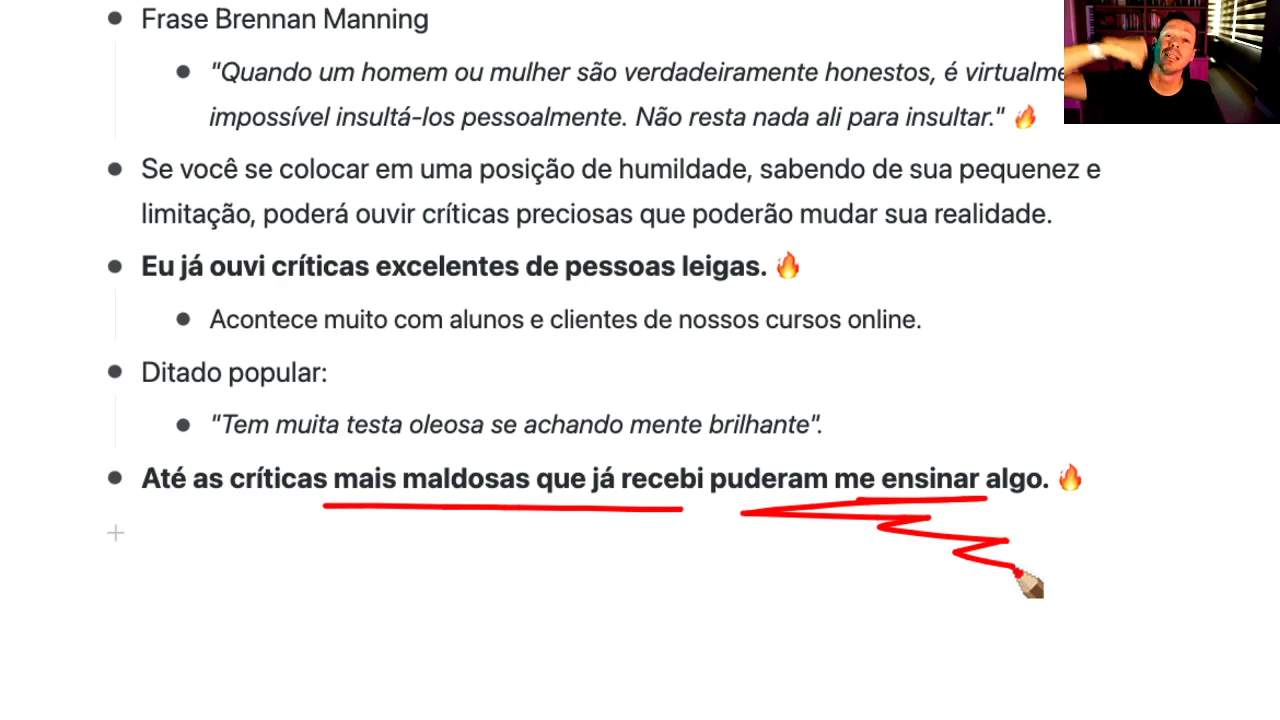 Frase Brennan Manning
"Quando um homem ou mulher são verdadeiramente honestos, é
impossível insultá-los pessoalmente. Não resta nada ali para insultar." 🔥
Se você se colocar em uma posição de humildade, sabendo de sua pequenez e
limitação, poderá ouvir críticas preciosas que poderão mudar sua realidade.
Eu já ouvi críticas excelentes de pessoas leigas. 🔥
Acontece muito com alunos e clientes de nossos cursos online.
Ditado popular:
"Tem muita testa oleosa se achando mente brilhante".
Até as críticas mais maldosas que já recebi puderam me ensinar algo. 🔥